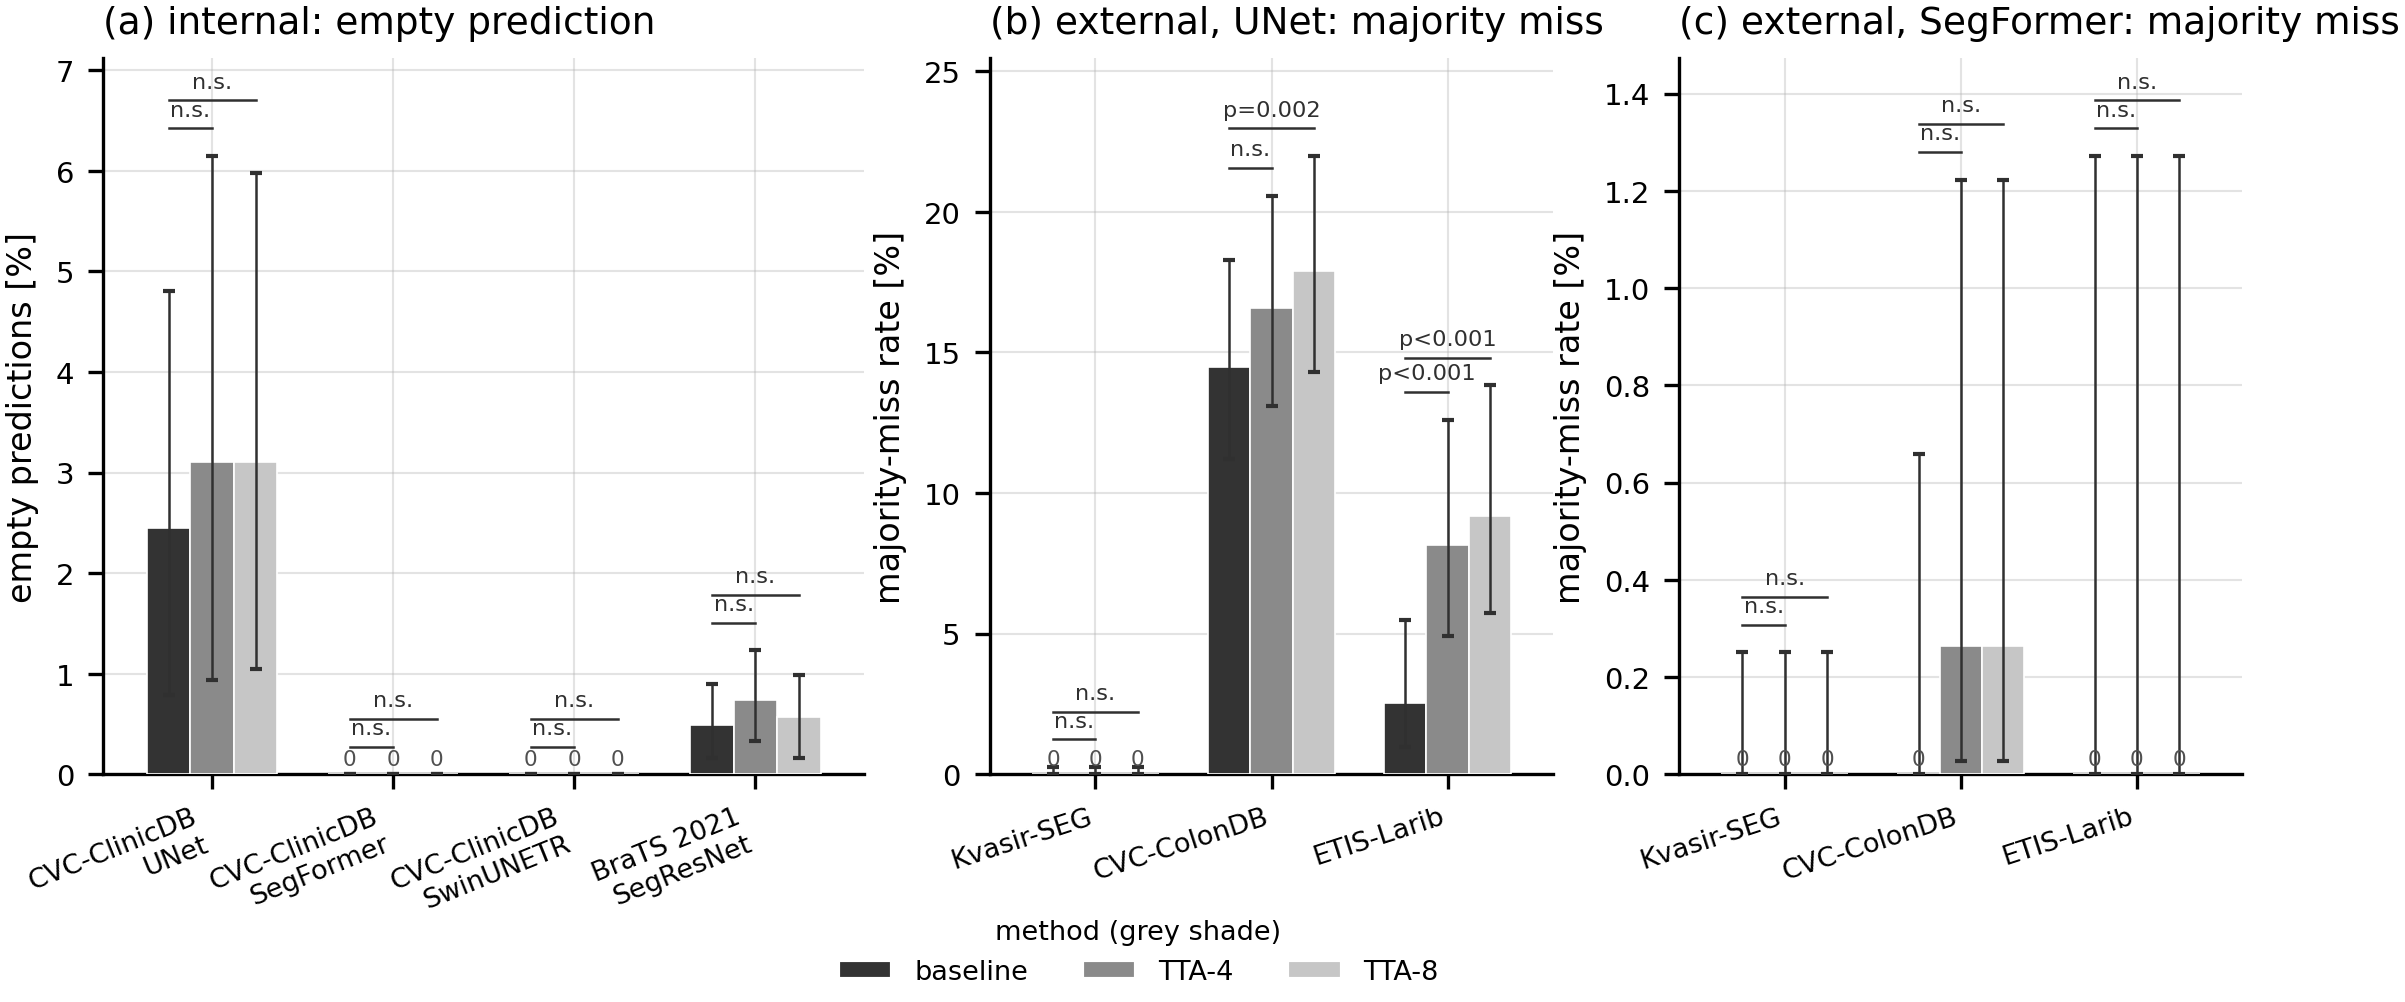 (a) internal: empty prediction
empty predictions [%]
7
6
5
4
3
2
1
0
n.s.
n.s.
n.s.
n.s.
0 0 0
n.s.
n.s.
0 0 0
n.s.
n.s.
CVC-ClinicDB
UNet
CVC-ClinicDB
SegFormer
CVC-ClinicDB
SwinUNETR
BraTS 2021
SegResNet
(b) external, UNet: majority miss
majority-miss rate [%]
25
20
15
10
5
0
n.s.
n.s.
0 0 0
p=0.002
n.s.
p<0.001
p<0.001
Kvasir-SEG
CVC-ColonDB
ETIS-Larib
(c) external, SegFormer: majority miss
majority-miss rate [%]
1.4
1.2
1.0
0.8
0.6
0.4
0.2
0.0
n.s.
n.s.
0 0 0
n.s.
n.s.
0
n.s.
n.s.
0 0 0
Kvasir-SEG
CVC-ColonDB
ETIS-Larib
method (grey shade)
baseline TTA-4 TTA-8